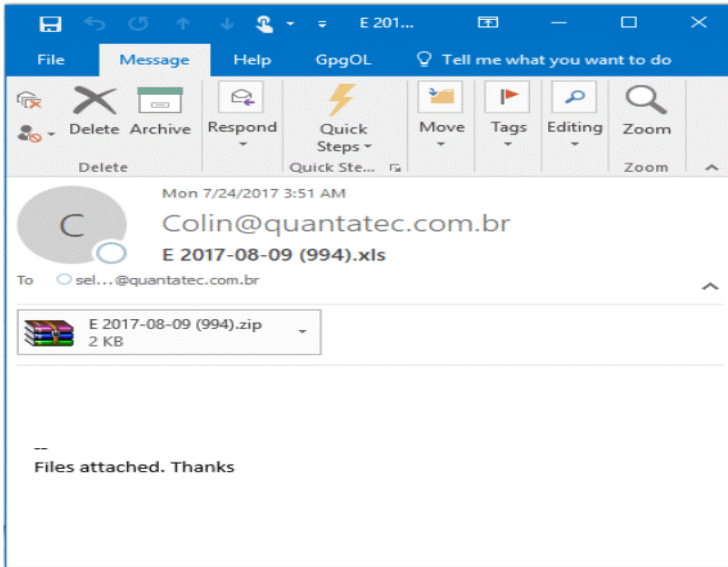 E 201...
File Message Help GpgOL Tell me what you want to do
Delete Archive Respond Quick Steps Move Tags Editing Zoom
Delete Quick Ste... Zoom
C
Mon 7/24/2017 3:51 AM
Colin@quantatec.com.br
E 2017-08-09 (994).xls
To sel...@quantatec.com.br
E 2017-08-09 (994).zip
2 KB
--
Files attached. Thanks